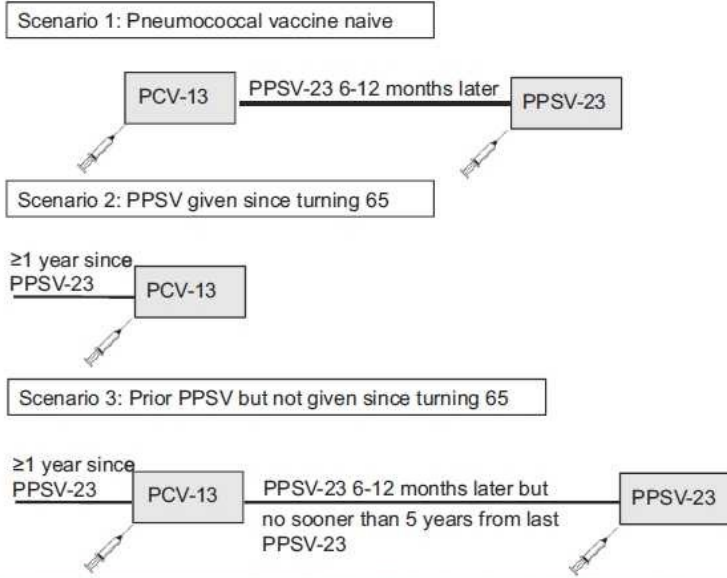 Scenario 1: Pneumococcal vaccine naive
PCV-13
PPSV-23 6-12 months later
PPSV-23
Scenario 2: PPSV given since turning 65
≥1 year since
PPSV-23
PCV-13
Scenario 3: Prior PPSV but not given since turning 65
≥1 year since
PPSV-23
PCV-13
PPSV-23 6-12 months later but
no sooner than 5 years from last
PPSV-23
PPSV-23